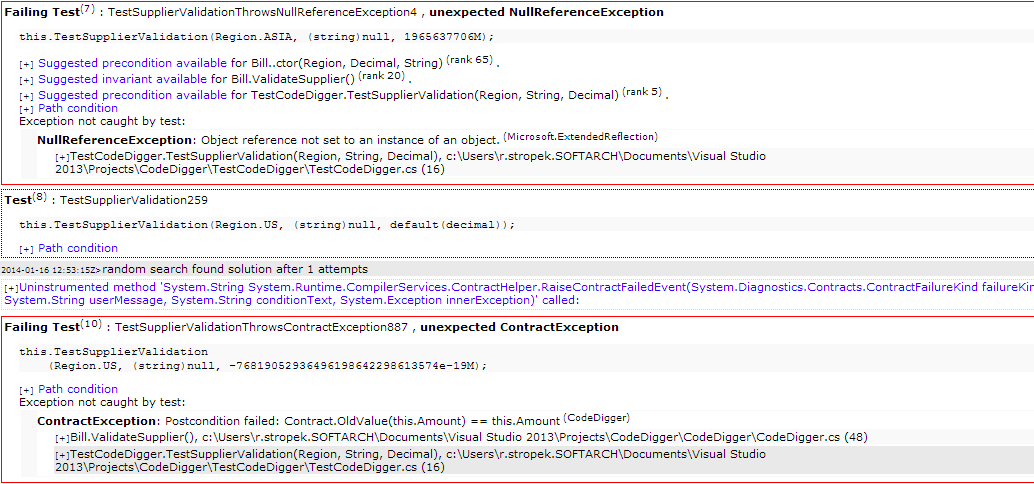 Failing Test(7) : TestSupplierValidationThrowsNullReferenceException4 , unexpected NullReferenceException
this.TestSupplierValidation(Region.ASIA, (string)null, 1965637706M);
[+] Suggested precondition available for Bill..ctor(Region, Decimal, String) (rank 65) .
[+] Suggested invariant available for Bill.ValidateSupplier() (rank 20) .
[+] Suggested precondition available for TestCodeDigger.TestSupplierValidation(Region, String, Decimal) (rank 5) .
[+] Path condition
Exception not caught by test:
NullReferenceException: Object reference not set to an instance of an object. (Microsoft.ExtendedReflection)
[+]TestCodeDigger.TestSupplierValidation(Region, String, Decimal), c:\Users\r.stropek.SOFTARCH\Documents\Visual Studio
2013\Projects\CodeDigger\TestCodeDigger\TestCodeDigger.cs (16)
Test(8) : TestSupplierValidation259
this.TestSupplierValidation(Region.US, (string)null, default(decimal));
[+] Path condition
2014-01-16 12:53:15Z> random search found solution after 1 attempts
[+]Uninstrumented method 'System.String System.Runtime.CompilerServices.ContractHelper.RaiseContractFailedEvent(System.Diagnostics.Contracts.ContractFailureKind failureKin
System.String userMessage, System.String conditionText, System.Exception innerException)' called:
Failing Test(10) : TestSupplierValidationThrowsContractException887 , unexpected ContractException
this.TestSupplierValidation
(Region.US, (string)null, -76819052936496198642298613574e-19M);
[+] Path condition
Exception not caught by test:
ContractException: Postcondition failed: Contract.OldValue(this.Amount) == this.Amount (CodeDigger)
[+]Bill.ValidateSupplier(), c:\Users\r.stropek.SOFTARCH\Documents\Visual Studio 2013\Projects\CodeDigger\CodeDigger\CodeDigger.cs (48)
[+]TestCodeDigger.TestSupplierValidation(Region, String, Decimal), c:\Users\r.stropek.SOFTARCH\Documents\Visual Studio
2013\Projects\CodeDigger\TestCodeDigger\TestCodeDigger.cs (16)